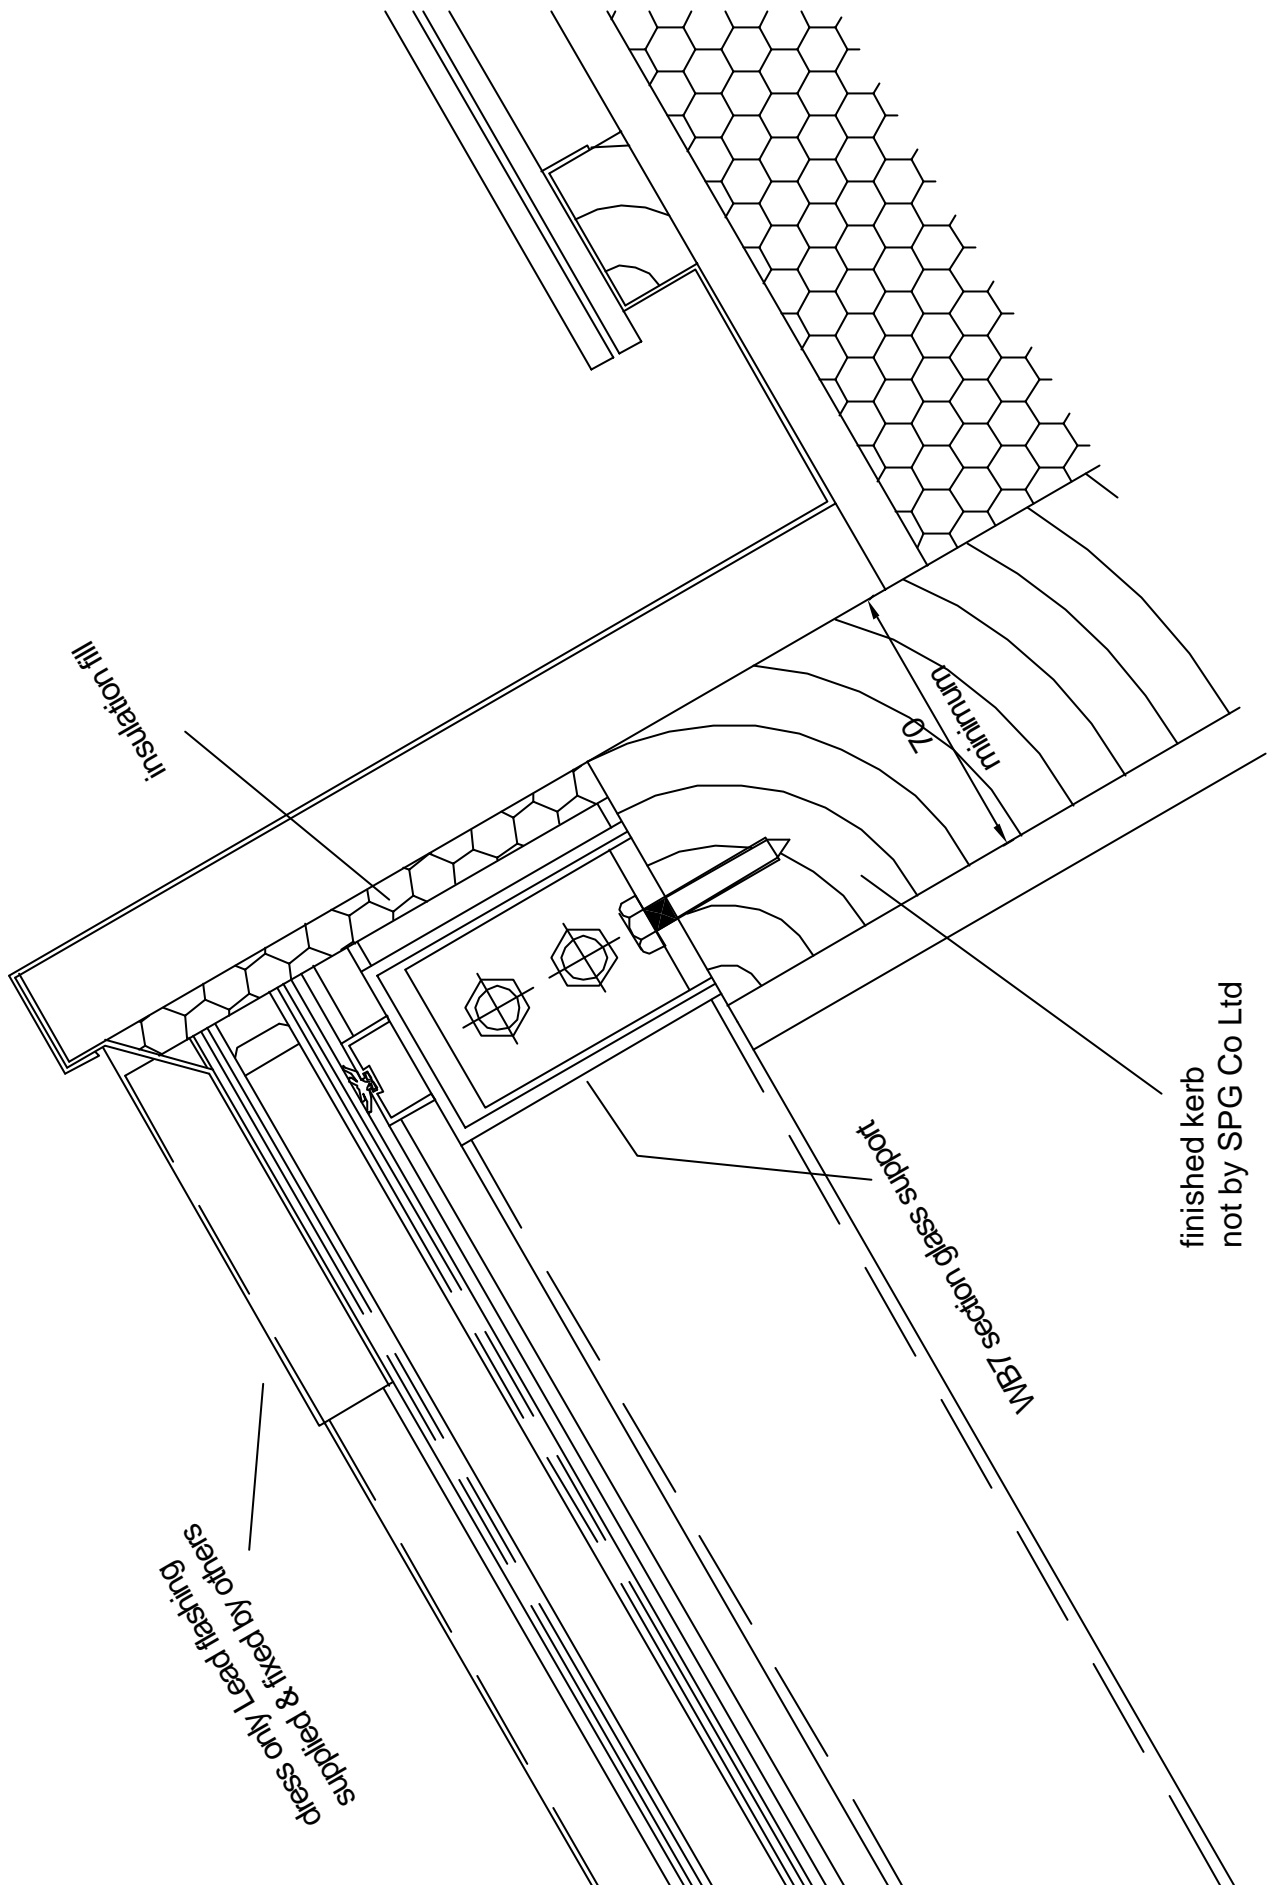 insulation fill
70
minimum
WB7 section glass support
finished kerb
not by SPG Co Ltd
dress only Lead flashing
supplied & fixed by others